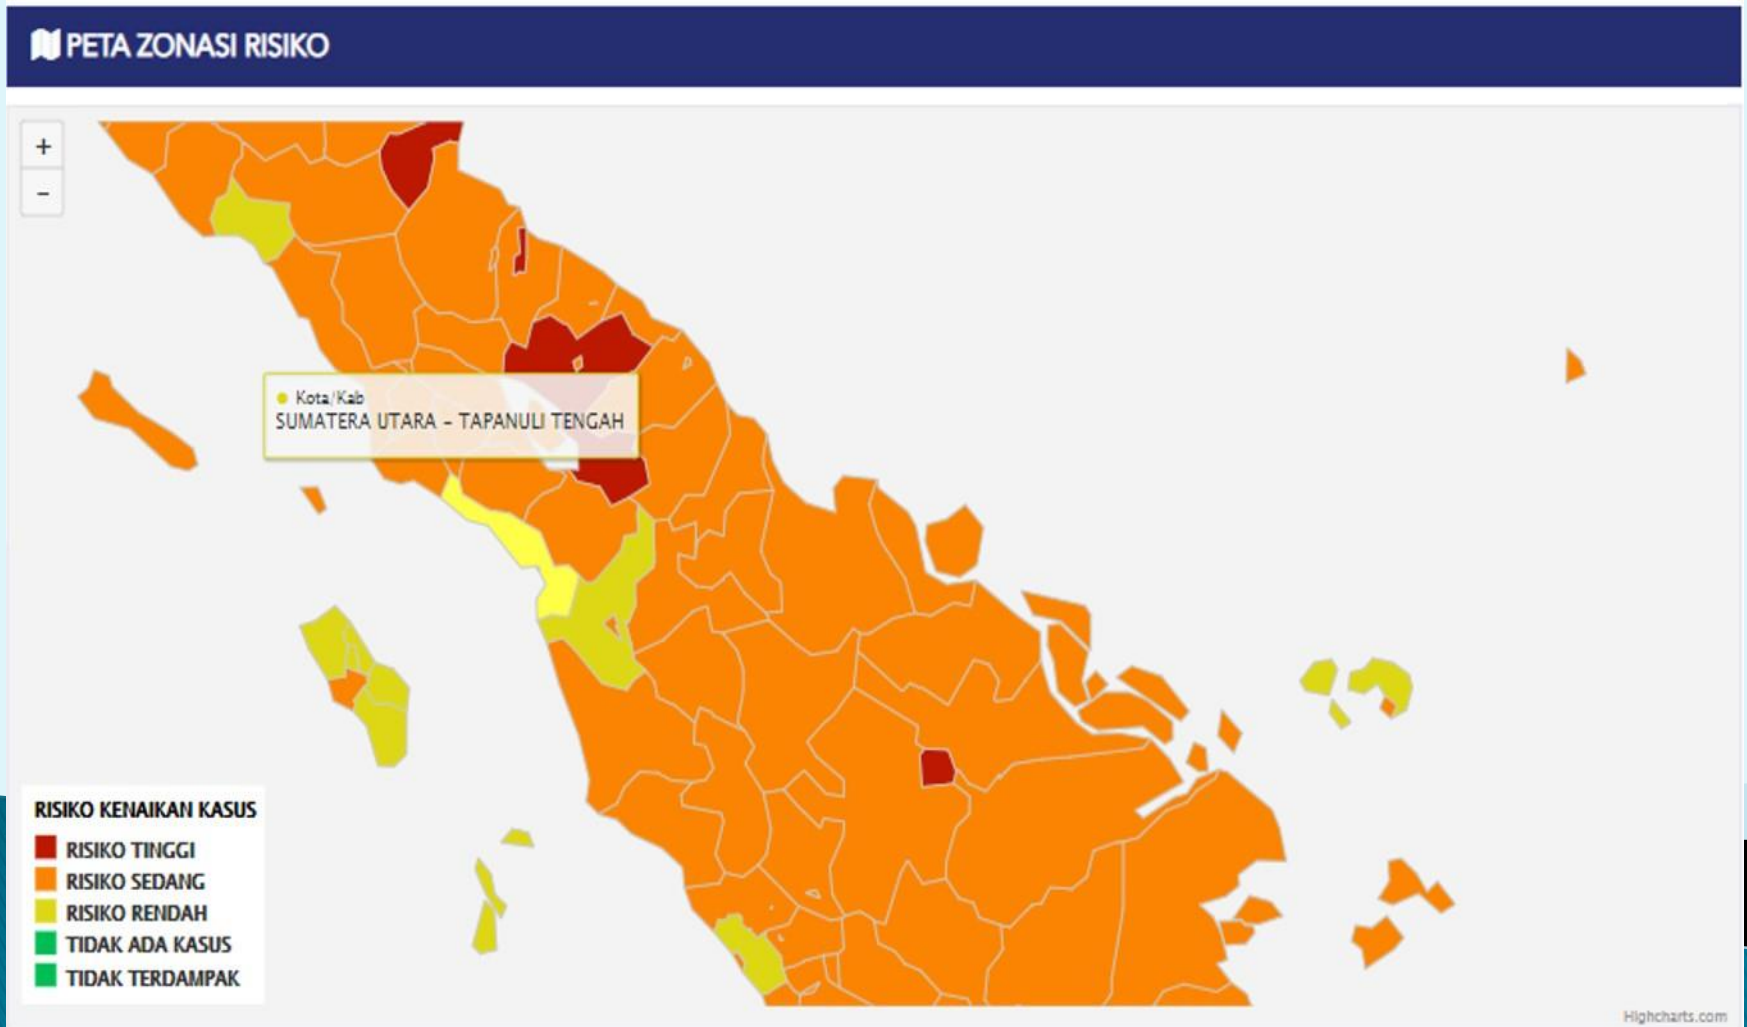 PETA ZONASI RISIKO
+
-
Kota/Kab
SUMATERA UTARA - TAPANULI TENGAH
RISIKO KENAIKAN KASUS
RISIKO TINGGI
RISIKO SEDANG
RISIKO RENDAH
TIDAK ADA KASUS
TIDAK TERDAMPAK
Highcharts.com